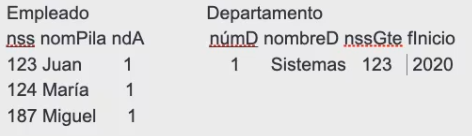 Empleado Departamento
nss nomPila ndA númD nombreD nssGte fInicio
123 Juan 1 1 Sistemas 123 2020
124 María 1
187 Miguel 1